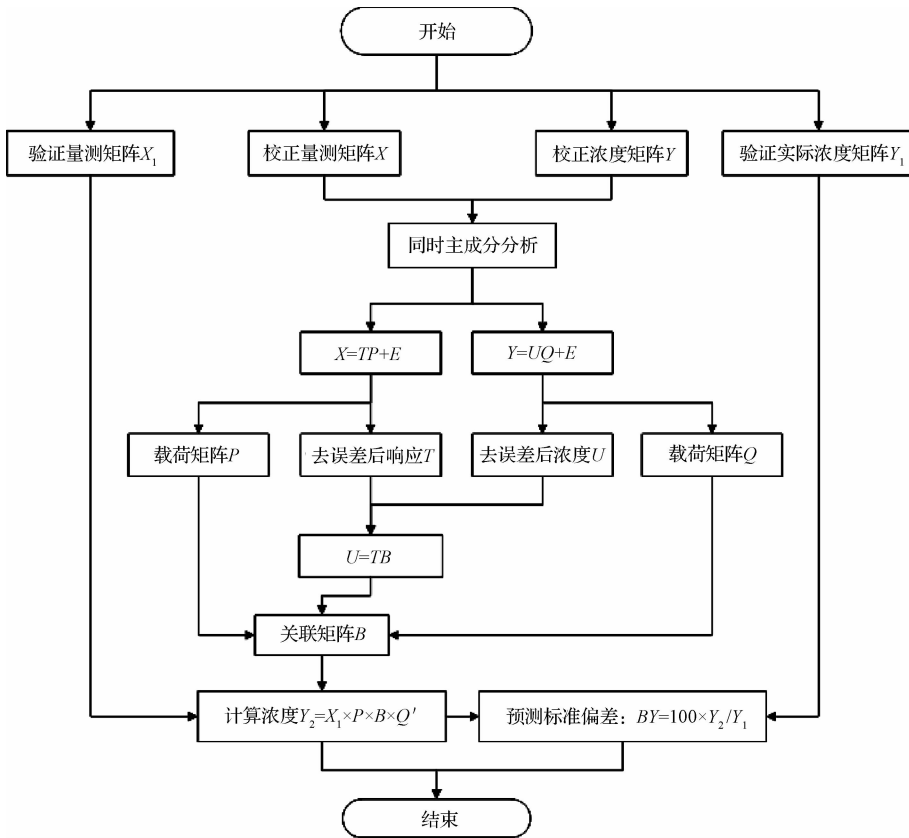 开始
验证量测矩阵X₁
校正量测矩阵X
校正浓度矩阵Y
验证实际浓度矩阵Y₁
同时主成分分析
X=TP+E
Y=UQ+E
载荷矩阵P
去误差后响应T
去误差后浓度U
载荷矩阵Q
U=TB
关联矩阵B
计算浓度Y₂=X₁×P×B×Q′
预测标准偏差：BY=100×Y₂/Y₁
结束